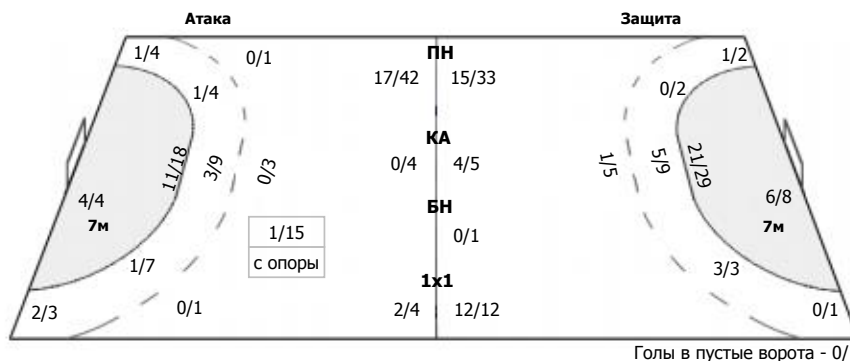 Атака Защита
1/4 0/1 ПН 1/2
17/42 15/33
1/4 0/2
КА
11/18 3/9 0/3 0/4 4/5 1/5 5/9 21/29
4/4 6/8
7м БН 7м
1/15 0/1
с опоры
1/7 3/3
1x1
2/3 0/1 2/4 12/12 0/1
Голы в пустые ворота - 0/